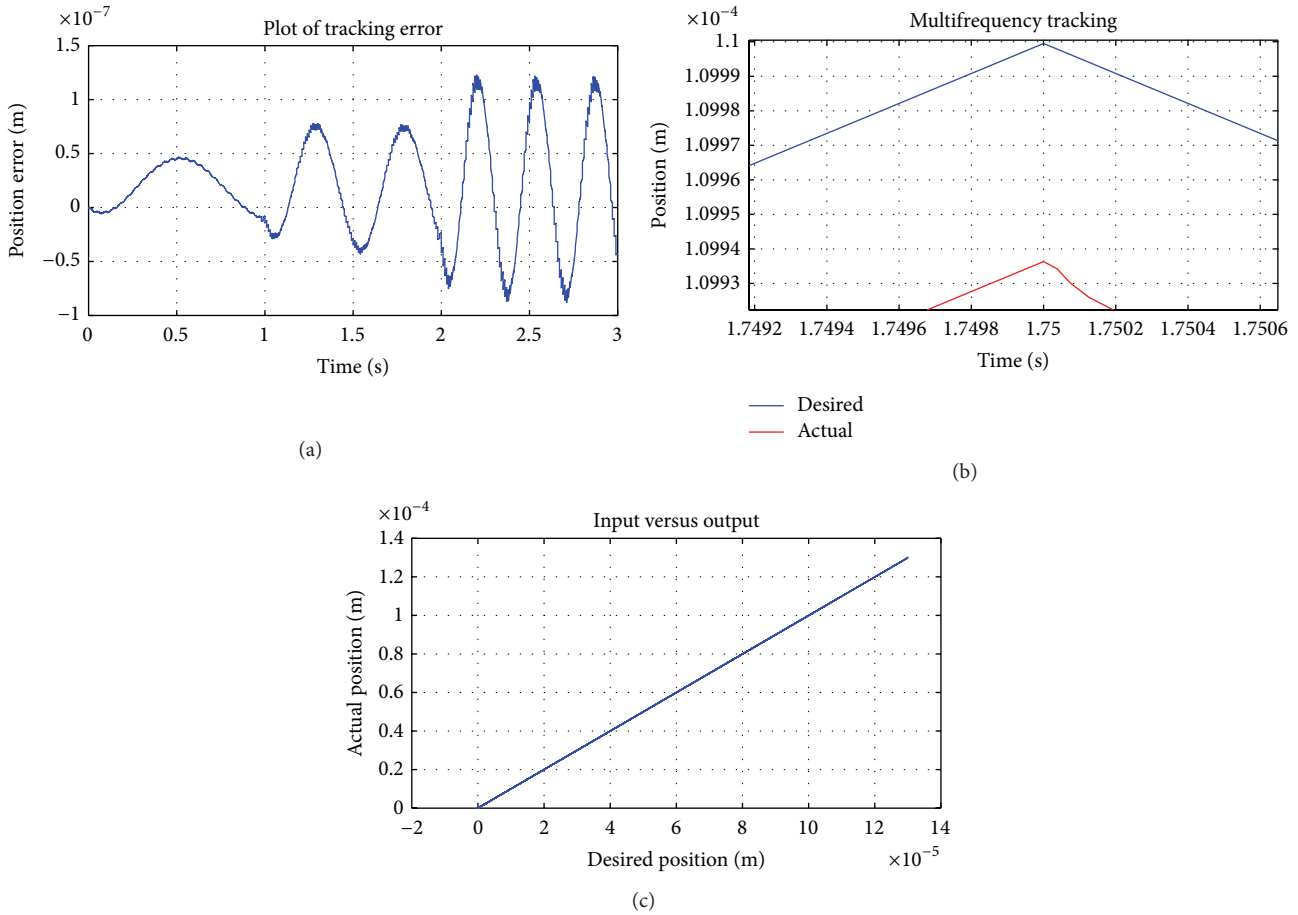 ×10−7
Plot of tracking error
1.5
1
0.5
0
−0.5
−1
Position error (m)
0 0.5 1 1.5 2 2.5 3
Time (s)
(a)
×10−4
Multifrequency tracking
1.1
1.0999
1.0998
1.0997
1.0996
1.0995
1.0994
1.0993
Position (m)
1.7492 1.7494 1.7496 1.7498 1.75 1.7502 1.7504 1.7506
Time (s)
Desired
Actual
(b)
×10−4
Input versus output
1.4
1.2
1
0.8
0.6
0.4
0.2
0
Actual position (m)
−2 0 2 4 6 8 10 12 14
Desired position (m)
×10−5
(c)